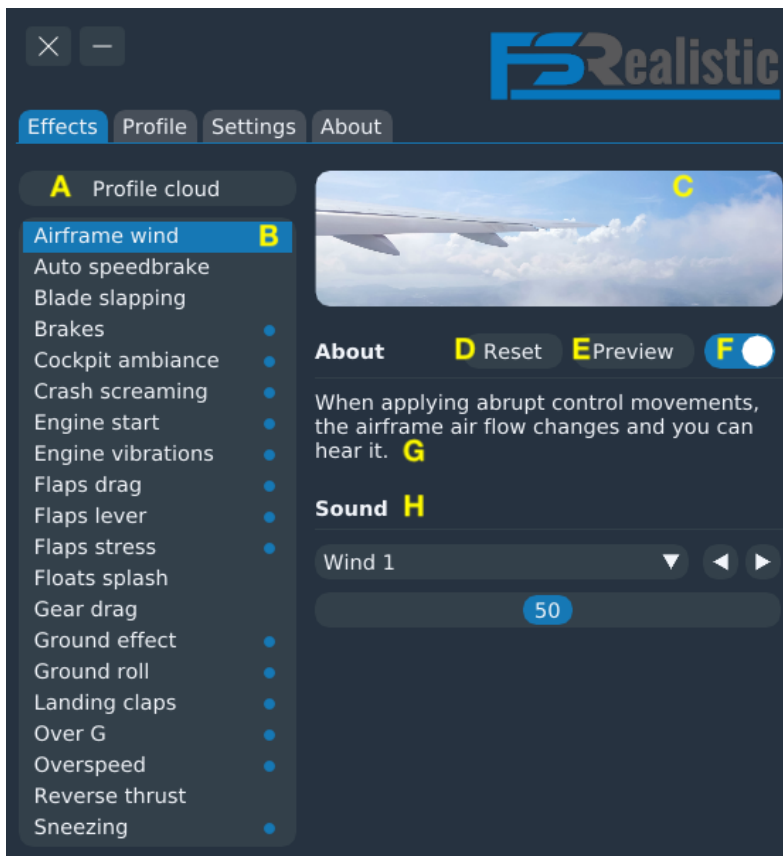 FSRealistic
Effects Profile Settings About
A Profile cloud
Airframe wind B
Auto speedbrake
Blade slapping
Brakes
Cockpit ambiance
Crash screaming
Engine start
Engine vibrations
Flaps drag
Flaps lever
Flaps stress
Floats splash
Gear drag
Ground effect
Ground roll
Landing claps
Over G
Overspeed
Reverse thrust
Sneezing
C
About D Reset E Preview F
When applying abrupt control movements,
the airframe air flow changes and you can
hear it. G
Sound H
Wind 1
50